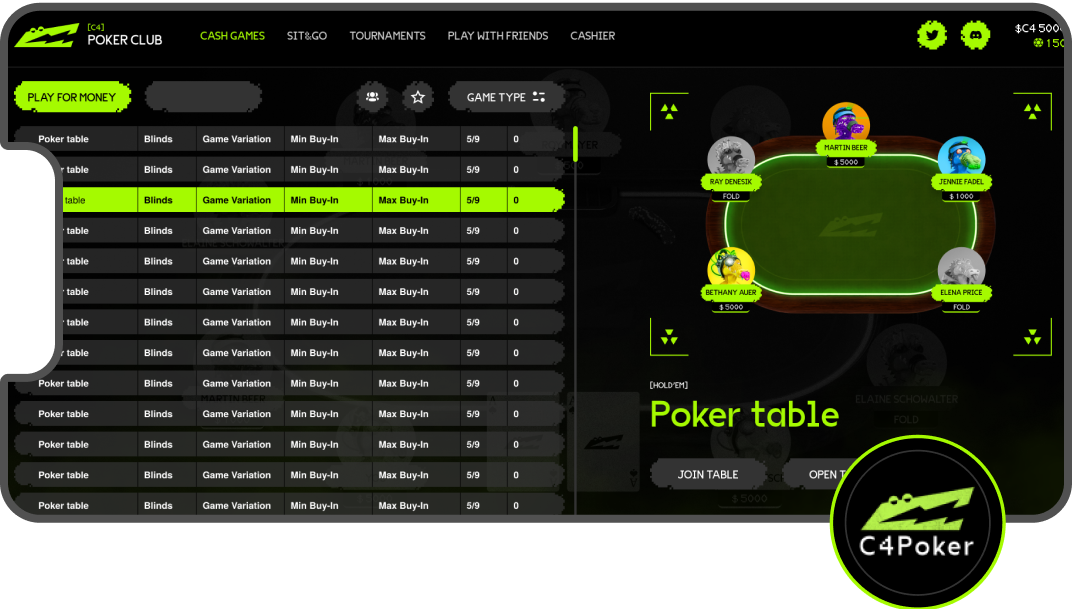 [C4]
POKER CLUB
CASH GAMES
SIT&GO
TOURNAMENTS
PLAY WITH FRIENDS
CASHIER
$C4 500
150
PLAY FOR MONEY
GAME TYPE
Poker table Blinds Game Variation Min Buy-In Max Buy-In 5/9 0
Poker table Blinds Game Variation Min Buy-In Max Buy-In 5/9 0
table Blinds Game Variation Min Buy-In Max Buy-In 5/9 0
table Blinds Game Variation Min Buy-In Max Buy-In 5/9 0
table Blinds Game Variation Min Buy-In Max Buy-In 5/9 0
table Blinds Game Variation Min Buy-In Max Buy-In 5/9 0
table Blinds Game Variation Min Buy-In Max Buy-In 5/9 0
table Blinds Game Variation Min Buy-In Max Buy-In 5/9 0
Poker table Blinds Game Variation Min Buy-In Max Buy-In 5/9 0
Poker table Blinds Game Variation Min Buy-In Max Buy-In 5/9 0
Poker table Blinds Game Variation Min Buy-In Max Buy-In 5/9 0
Poker table Blinds Game Variation Min Buy-In Max Buy-In 5/9 0
Poker table Blinds Game Variation Min Buy-In Max Buy-In 5/9 0
MARTIN BEER
$ 5000
RAY DENESIK
FOLD
JENNIE FADEL
$ 1000
BETHANY AUER
$ 5000
ELENA PRICE
FOLD
[HOLD'EM]
Poker table
ELAINE SCHOWALTER
FOLD
JOIN TABLE
OPEN T
$ 5000
C4Poker